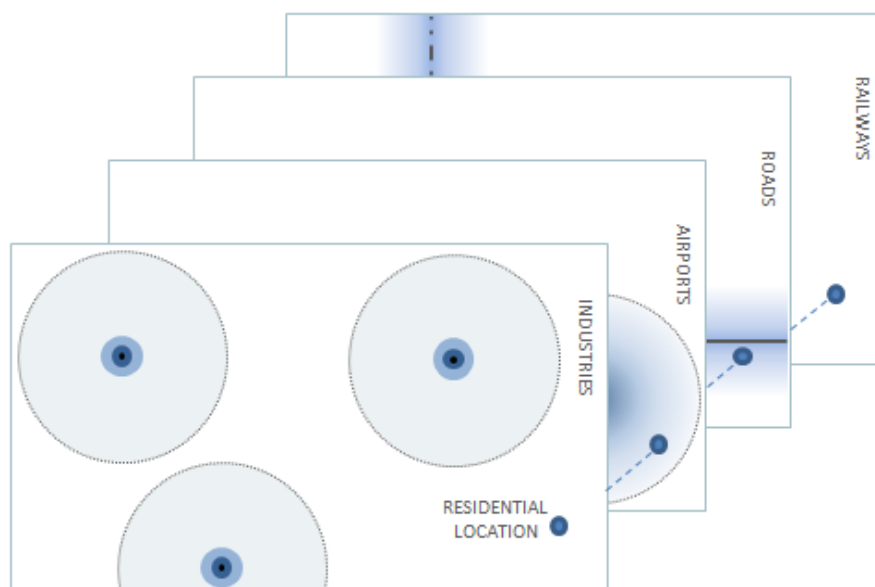 RAILWAYS
ROADS
AIRPORTS
INDUSTRIES
RESIDENTIAL
LOCATION